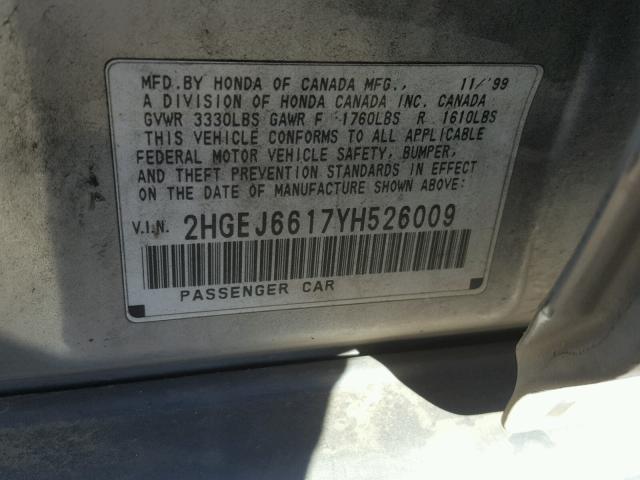 MFD.BY HONDA OF CANADA MFG., 11/'99
A DIVISION OF HONDA CANADA INC. CANADA
GVWR 3330LBS GAWR F 1760LBS R 1610LBS
THIS VEHICLE CONFORMS TO ALL APPLICABLE
FEDERAL MOTOR VEHICLE SAFETY, BUMPER,
AND THEFT PREVENTION STANDARDS IN EFFECT
ON THE DATE OF MANUFACTURE SHOWN ABOVE:
V.I.N. 2HGEJ6617YH526009
PASSENGER CAR